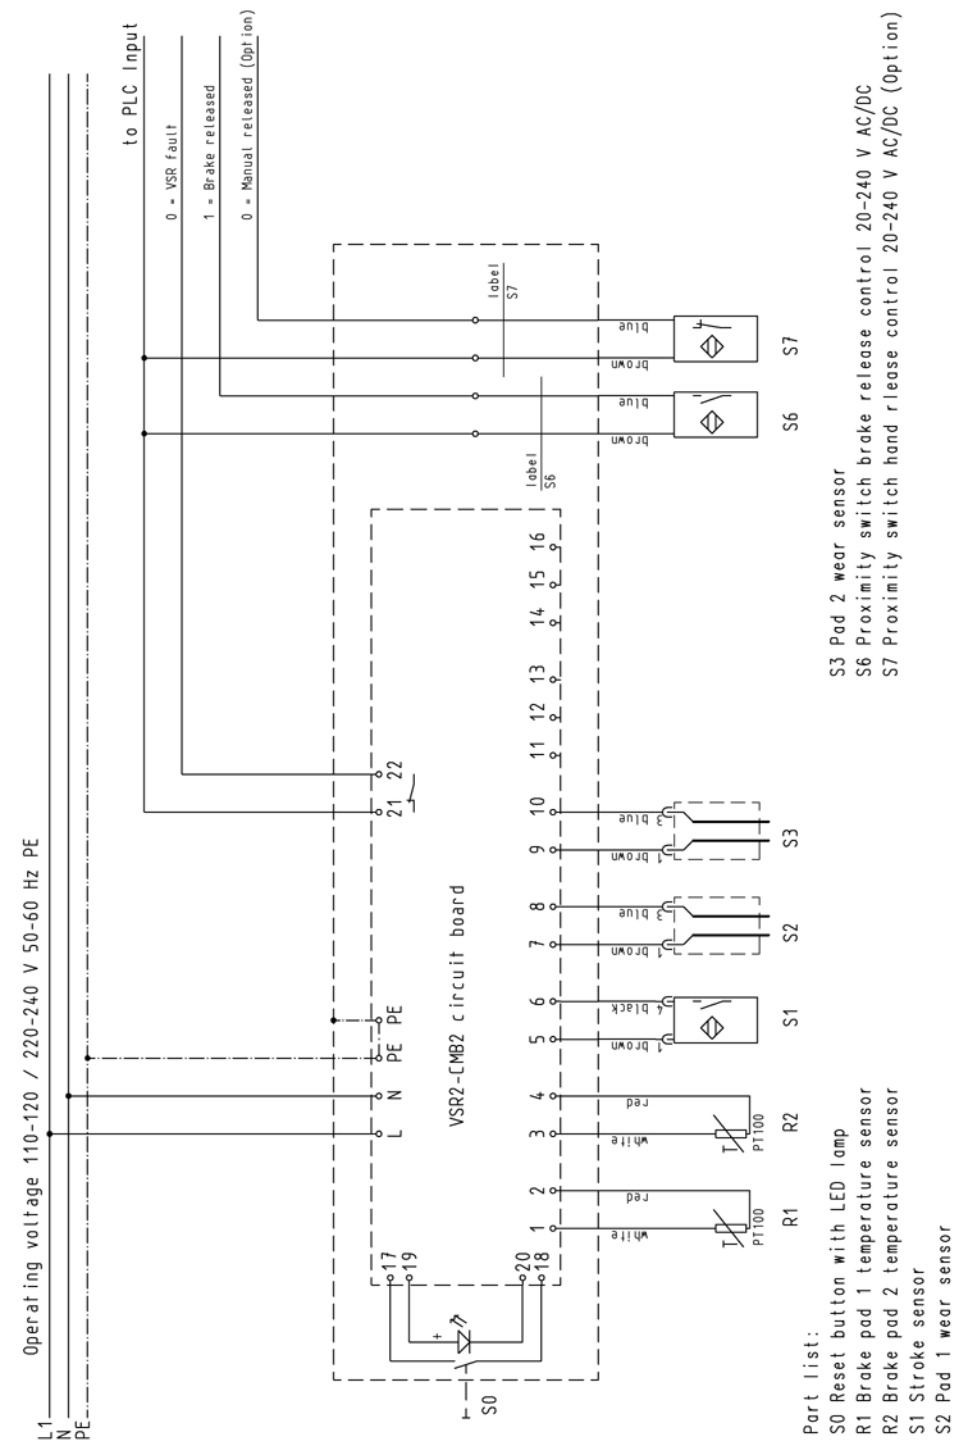 Operating voltage 110-120 / 220-240 V 50-60 Hz PE
L1
N
PE
to PLC Input
0 = VSR fault
1 = Brake released
0 = Manual released (Option)
L
N
PE
PE
21
22
17
19
20
18
VSR2-CMB2 circuit board
label
S6
label
S7
1
2
3
4
5
6
7
8
9
10
11
12
13
14
15
16
white
red
white
red
brown
black
brown
blue
brown
blue
brown
blue
brown
blue
1
4
1
3
1
3
+
T
PT100
T
PT100
S0
R1
R2
S1
S2
S3
S6
S7
Part list:
S0 Reset button with LED lamp
R1 Brake pad 1 temperature sensor
R2 Brake pad 2 temperature sensor
S1 Stroke sensor
S2 Pad 1 wear sensor
S3 Pad 2 wear sensor
S6 Proximity switch brake release control 20-240 V AC/DC
S7 Proximity switch hand rlease control 20-240 V AC/DC (Option)